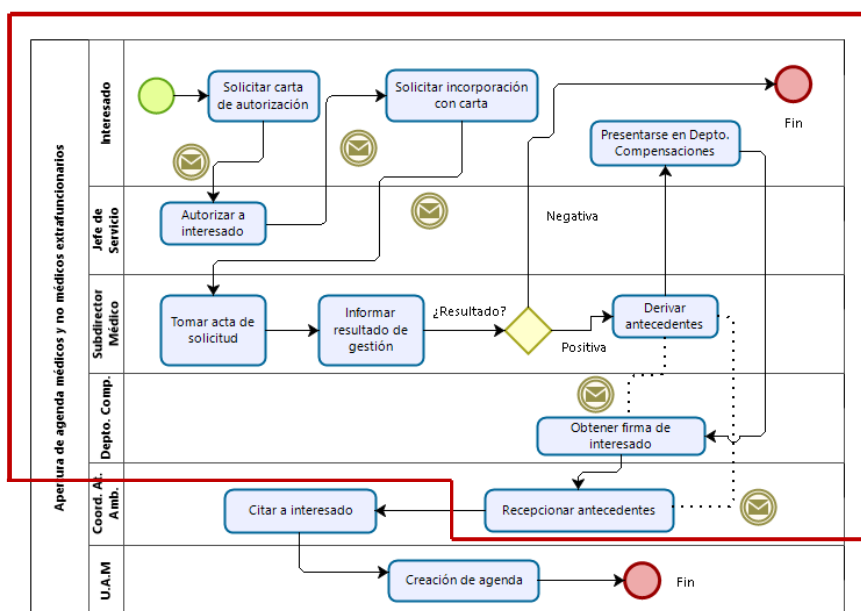 Apertura de agenda médicos y no médicos extrafuncionarios
Interesado
Solicitar carta
de autorización
Solicitar incorporación
con carta
Fin
Presentarse en Depto.
Compensaciones
Jefe de
Servicio
Autorizar a
interesado
Negativa
Subdirector
Médico
Tomar acta de
solicitud
Informar
resultado de
gestión
¿Resultado?
Positiva
Derivar
antecedentes
Depto. Comp.
Obtener firma de
interesado
Coord. At.
Amb.
Citar a interesado
Recepcionar antecedentes
U.A.M
Creación de agenda
Fin